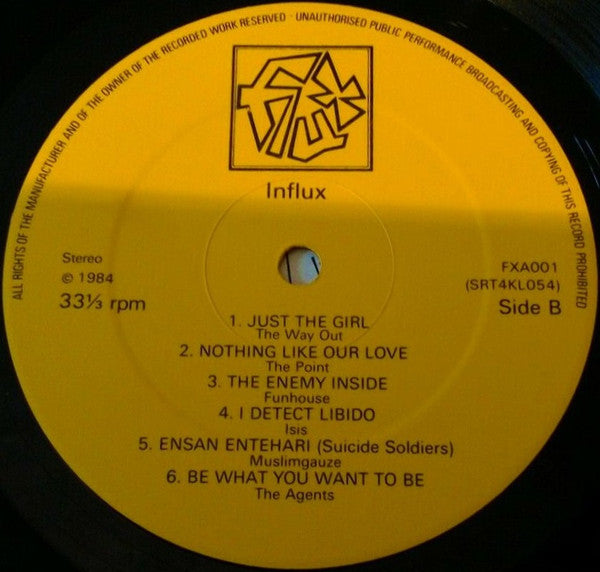 ALL RIGHTS OF THE MANUFACTURER AND OF THE OWNER OF THE RECORDED WORK RESERVED · UNAUTHORISED PUBLIC PERFORMANCE BROADCASTING AND COPYING OF THIS RECORD PROHIBITED
flux
Influx
Stereo
© 1984
33⅓ rpm
FXA001
(SRT4KL054)
Side B
1. JUST THE GIRL
The Way Out
2. NOTHING LIKE OUR LOVE
The Point
3. THE ENEMY INSIDE
Funhouse
4. I DETECT LIBIDO
Isis
5. ENSAN ENTEHARI (Suicide Soldiers)
Muslimgauze
6. BE WHAT YOU WANT TO BE
The Agents